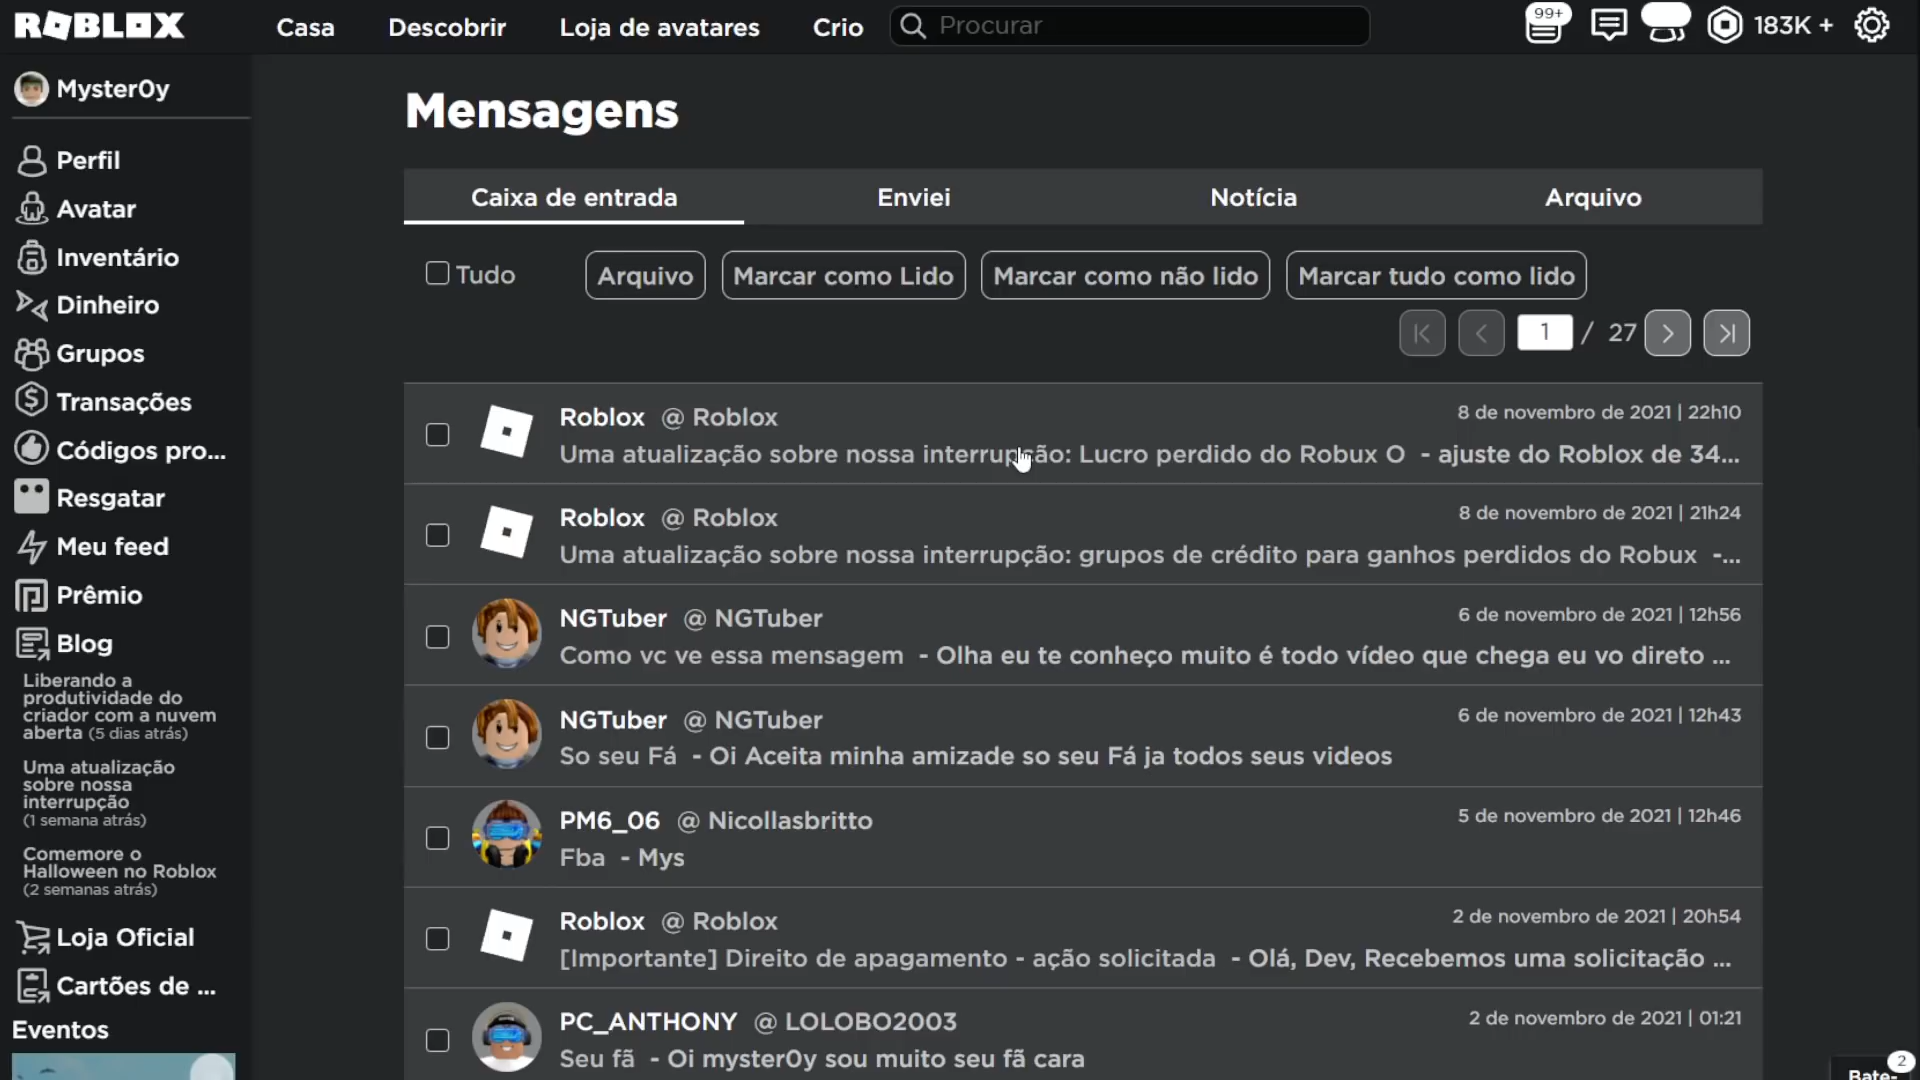 ROBLOX
Casa
Descobrir
Loja de avatares
Crio
Procurar
99+
183K +
Myster0y
Perfil
Avatar
Inventário
Dinheiro
Grupos
Transações
Códigos pro...
Resgatar
Meu feed
Prêmio
Blog
Liberando a
produtividade do
criador com a nuvem
aberta (5 dias atrás)
Uma atualização
sobre nossa
interrupção
(1 semana atrás)
Comemore o
Halloween no Roblox
(2 semanas atrás)
Loja Oficial
Cartões de ...
Eventos
Mensagens
Caixa de entrada
Enviei
Notícia
Arquivo
Tudo
Arquivo
Marcar como Lido
Marcar como não lido
Marcar tudo como lido
1 / 27
Roblox @ Roblox
8 de novembro de 2021 | 22h10
Uma atualização sobre nossa interrupção: Lucro perdido do Robux O - ajuste do Roblox de 34...
Roblox @ Roblox
8 de novembro de 2021 | 21h24
Uma atualização sobre nossa interrupção: grupos de crédito para ganhos perdidos do Robux -...
NGTuber @ NGTuber
6 de novembro de 2021 | 12h56
Como vc ve essa mensagem - Olha eu te conheço muito é todo vídeo que chega eu vo direto ...
NGTuber @ NGTuber
6 de novembro de 2021 | 12h43
So seu Fá - Oi Aceita minha amizade so seu Fá ja todos seus videos
PM6_06 @ Nicollasbritto
5 de novembro de 2021 | 12h46
Fba - Mys
Roblox @ Roblox
2 de novembro de 2021 | 20h54
[Importante] Direito de apagamento - ação solicitada - Olá, Dev, Recebemos uma solicitação ...
PC_ANTHONY @ LOLOBO2003
2 de novembro de 2021 | 01:21
Seu fã - Oi myster0y sou muito seu fã cara
Bate-
2